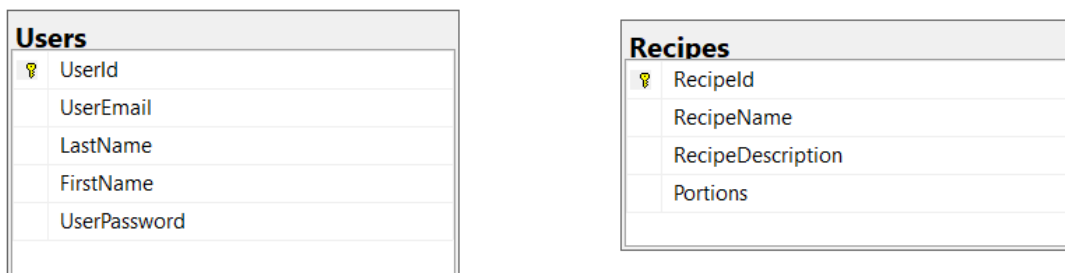 Users
UserId
UserEmail
LastName
FirstName
UserPassword
Recipes
RecipeId
RecipeName
RecipeDescription
Portions